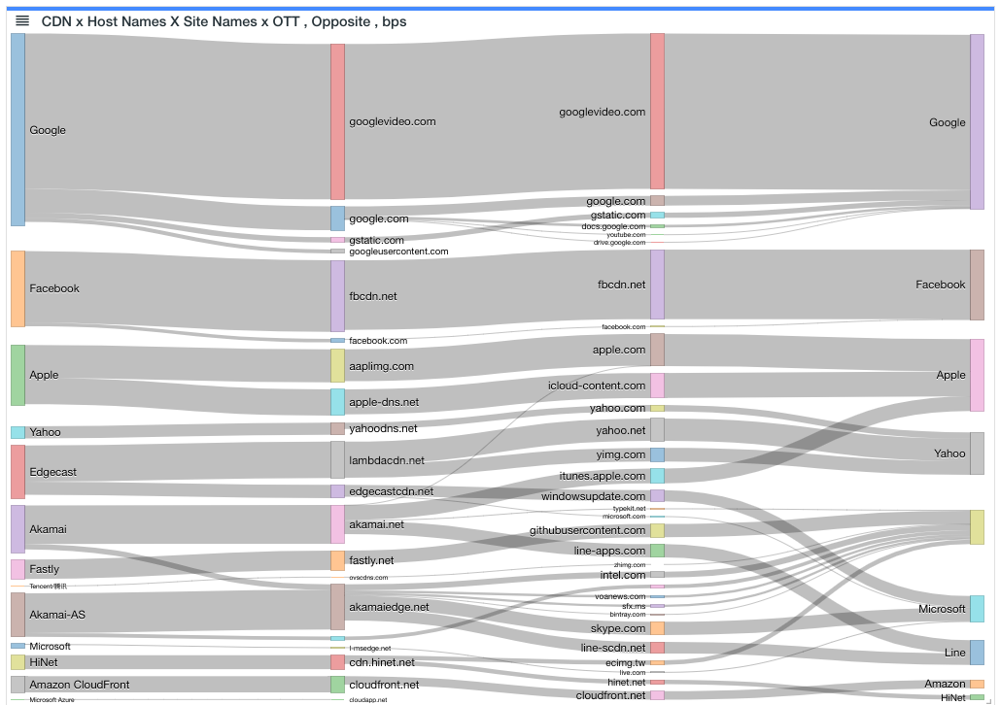 CDN x Host Names X Site Names x OTT , Opposite , bps
Google
googlevideo.com
googlevideo.com
Google
google.com
google.com
gstatic.com
docs.google.com
youtube.com
drive.google.com
gstatic.com
googleusercontent.com
Facebook
fbcdn.net
fbcdn.net
Facebook
facebook.com
facebook.com
Apple
aaplimg.com
apple.com
Apple
apple-dns.net
icloud-content.com
Yahoo
yahoodns.net
yahoo.com
yahoo.net
Yahoo
Edgecast
lambdacdn.net
yimg.com
edgecastcdn.net
itunes.apple.com
windowsupdate.com
typekit.net
microsoft.com
Akamai
akamai.net
githubusercontent.com
line-apps.com
Fastly
fastly.net
zhimg.com
intel.com
Tencent/腾讯
ovscdns.com
Akamai-AS
akamaiedge.net
voanews.com
sfx.ms
bintray.com
Microsoft
skype.com
Microsoft
l-msedge.net
line-scdn.net
Line
HiNet
cdn.hinet.net
ecimg.tw
live.com
Amazon CloudFront
cloudfront.net
hinet.net
Amazon
cloudfront.net
HiNet
Microsoft Azure
cloudapp.net